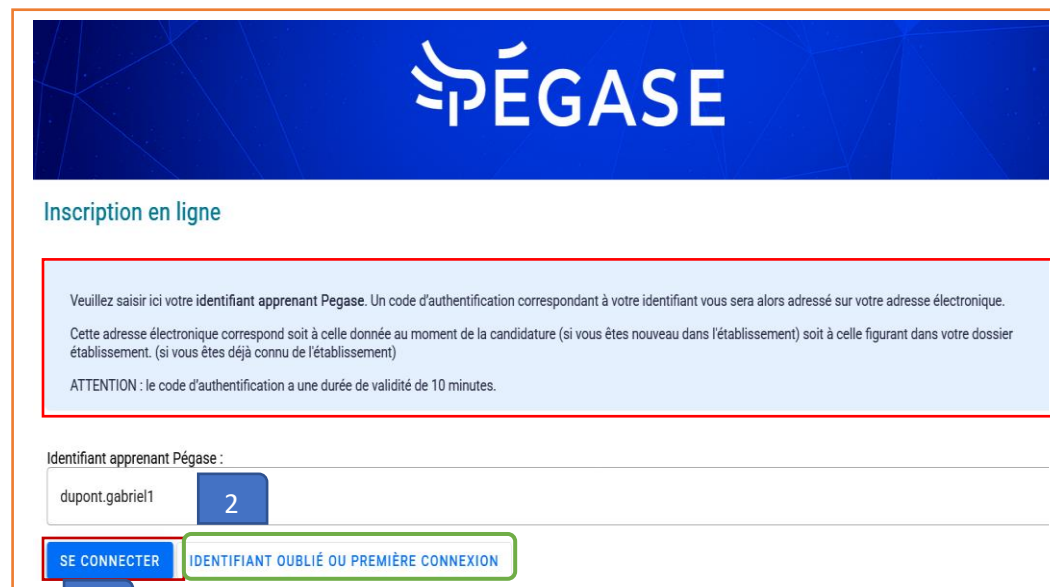 PÉGASE
Inscription en ligne
Veuillez saisir ici votre identifiant apprenant Pegase. Un code d'authentification correspondant à votre identifiant vous sera alors adressé sur votre adresse électronique.
Cette adresse électronique correspond soit à celle donnée au moment de la candidature (si vous êtes nouveau dans l'établissement) soit à celle figurant dans votre dossier
établissement. (si vous êtes déjà connu de l'établissement)
ATTENTION : le code d'authentification a une durée de validité de 10 minutes.
Identifiant apprenant Pégase :
dupont.gabriel1
2
SE CONNECTER IDENTIFIANT OUBLIÉ OU PREMIÈRE CONNEXION